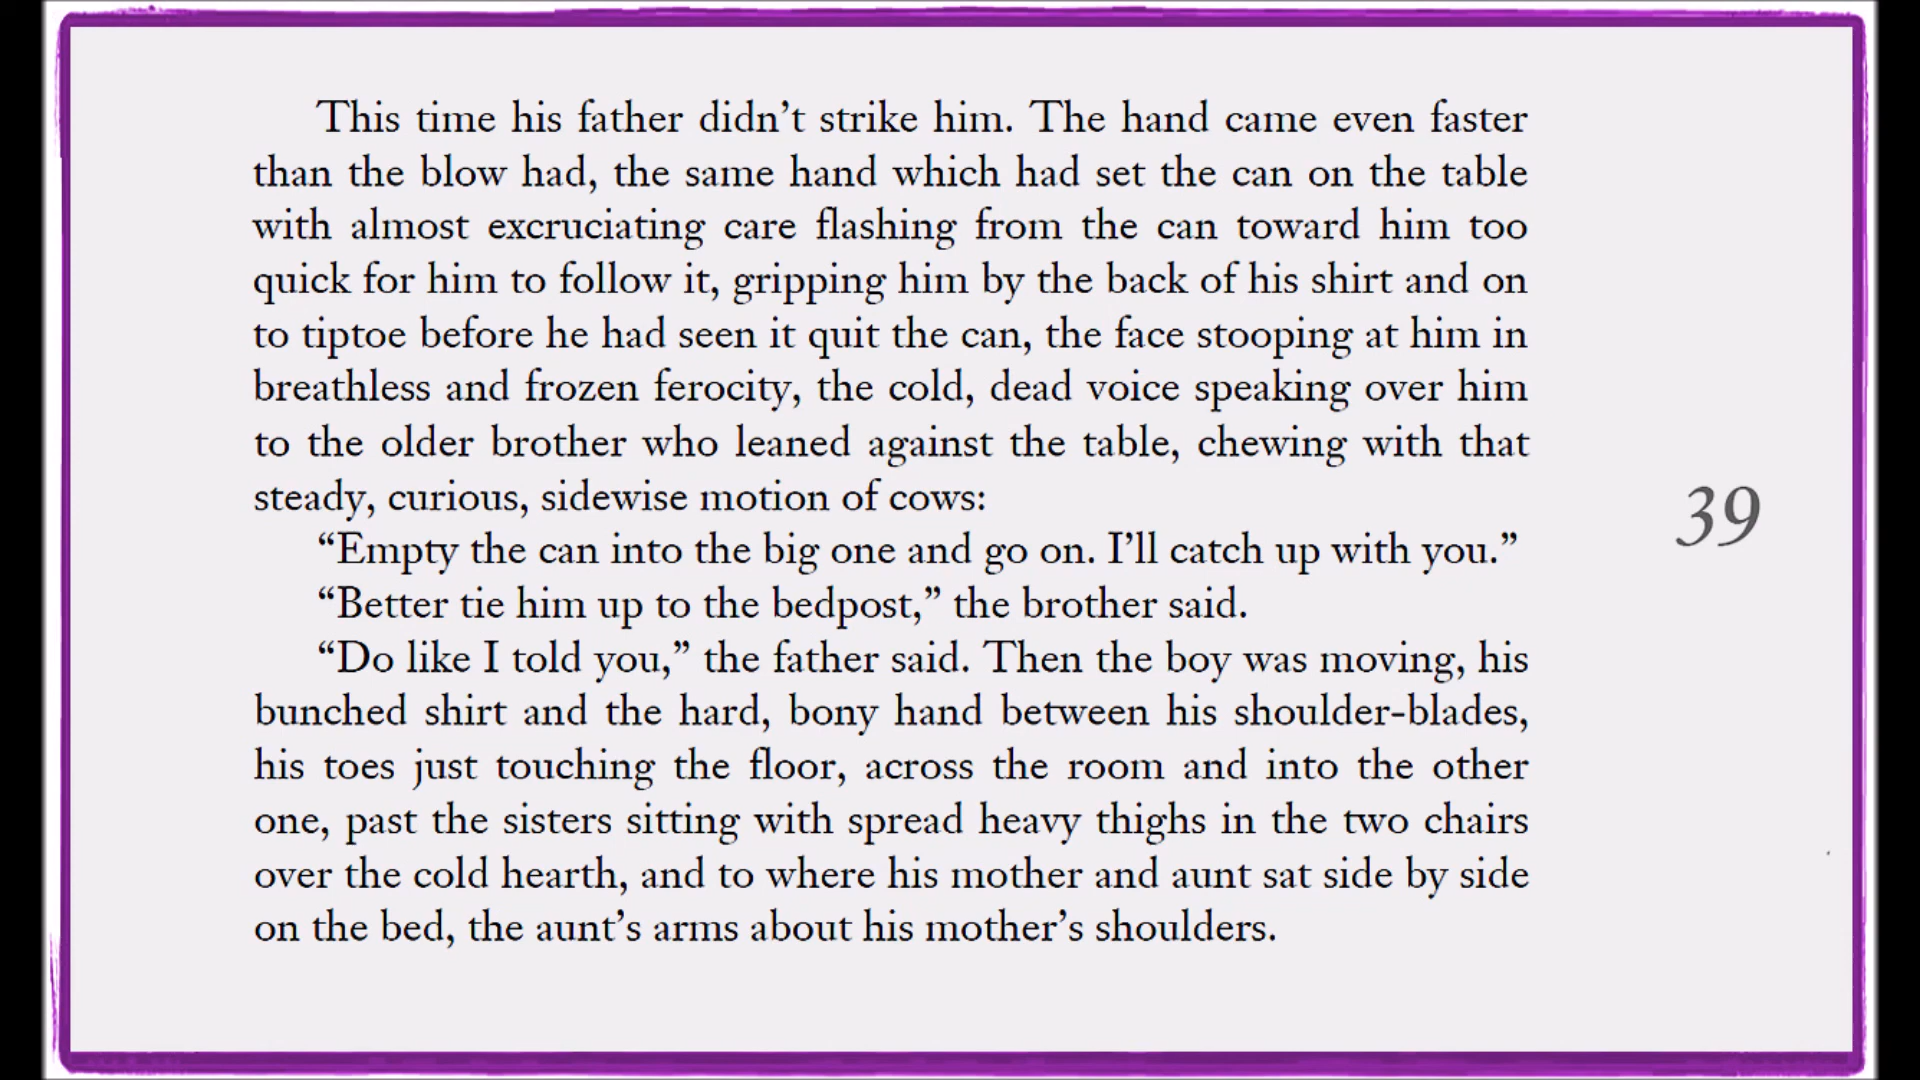 This time his father didn’t strike him. The hand came even faster
than the blow had, the same hand which had set the can on the table
with almost excruciating care flashing from the can toward him too
quick for him to follow it, gripping him by the back of his shirt and on
to tiptoe before he had seen it quit the can, the face stooping at him in
breathless and frozen ferocity, the cold, dead voice speaking over him
to the older brother who leaned against the table, chewing with that
steady, curious, sidewise motion of cows:
“Empty the can into the big one and go on. I’ll catch up with you.”
“Better tie him up to the bedpost,” the brother said.
“Do like I told you,” the father said. Then the boy was moving, his
bunched shirt and the hard, bony hand between his shoulder-blades,
his toes just touching the floor, across the room and into the other
one, past the sisters sitting with spread heavy thighs in the two chairs
over the cold hearth, and to where his mother and aunt sat side by side
on the bed, the aunt’s arms about his mother’s shoulders.
39